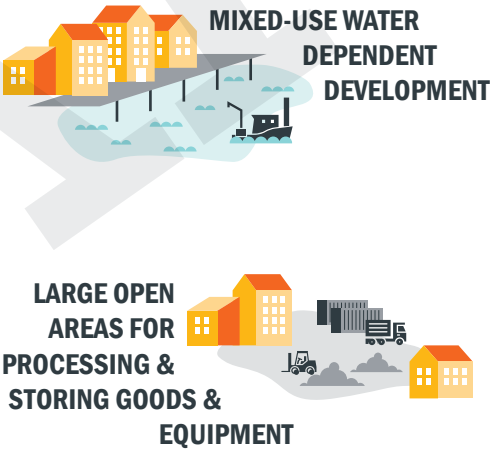 MIXED-USE WATER
DEPENDENT
DEVELOPMENT
LARGE OPEN
AREAS FOR
PROCESSING &
STORING GOODS &
EQUIPMENT